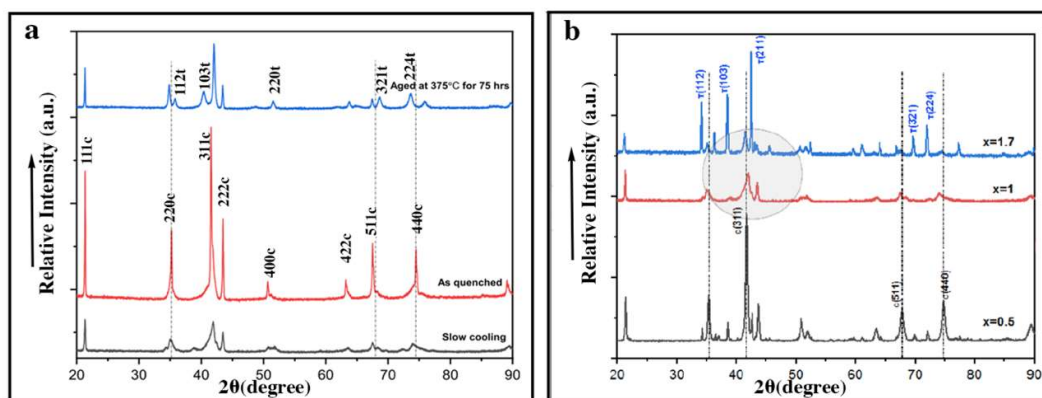 a
Relative Intensity (a.u.)
111c
220c
112t
103t
311c
222c
400c
220t
422c
511c
321t
440c
224t
Aged at 375°C for 75 hrs
As quenched
Slow cooling
20 30 40 50 60 70 80 90
2θ(degree)
b
Relative Intensity (a.u.)
τ(112)
τ(103)
τ(211)
τ(321)
τ(224)
x=1.7
x=1
c(311)
c(511)
c(440)
x=0.5
20 30 40 50 60 70 80 90
2θ(degree)